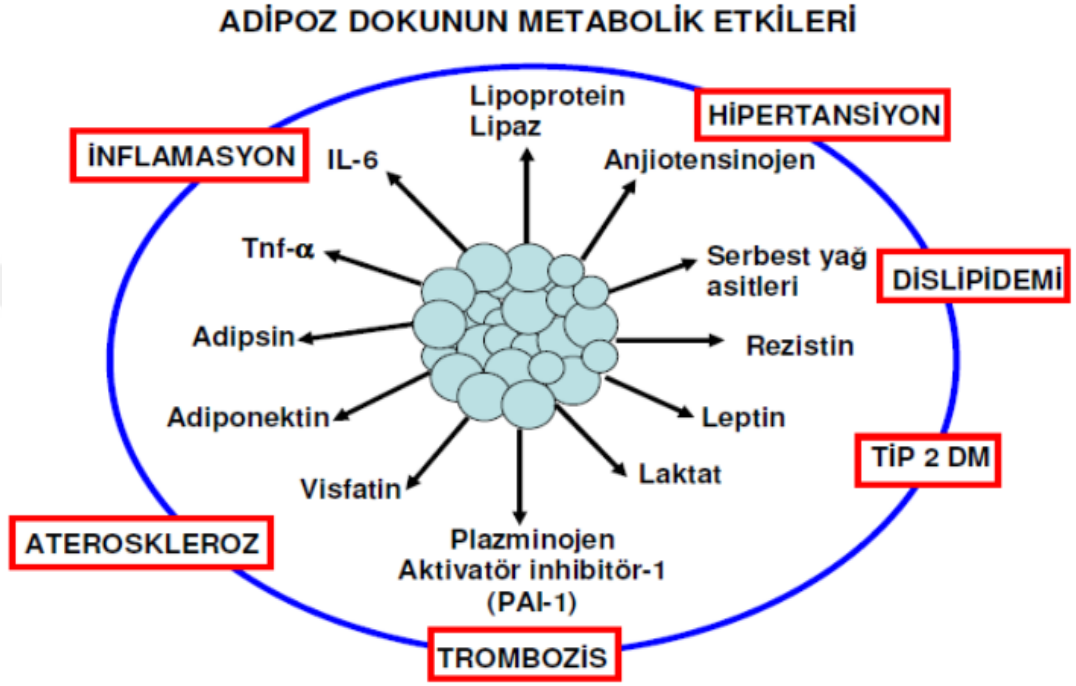 ADİPOZ DOKUNUN METABOLİK ETKİLERİ
Lipoprotein
Lipaz
HİPERTANSİYON
İNFLAMASYON
IL-6
Anjiotensinojen
Tnf-α
Serbest yağ
asitleri
DİSLİPİDEMİ
Adipsin
Rezistin
Adiponektin
Leptin
TİP 2 DM
Visfatin
Laktat
ATEROSKLEROZ
Plazminojen
Aktivatör inhibitör-1
(PAI-1)
TROMBOZİS